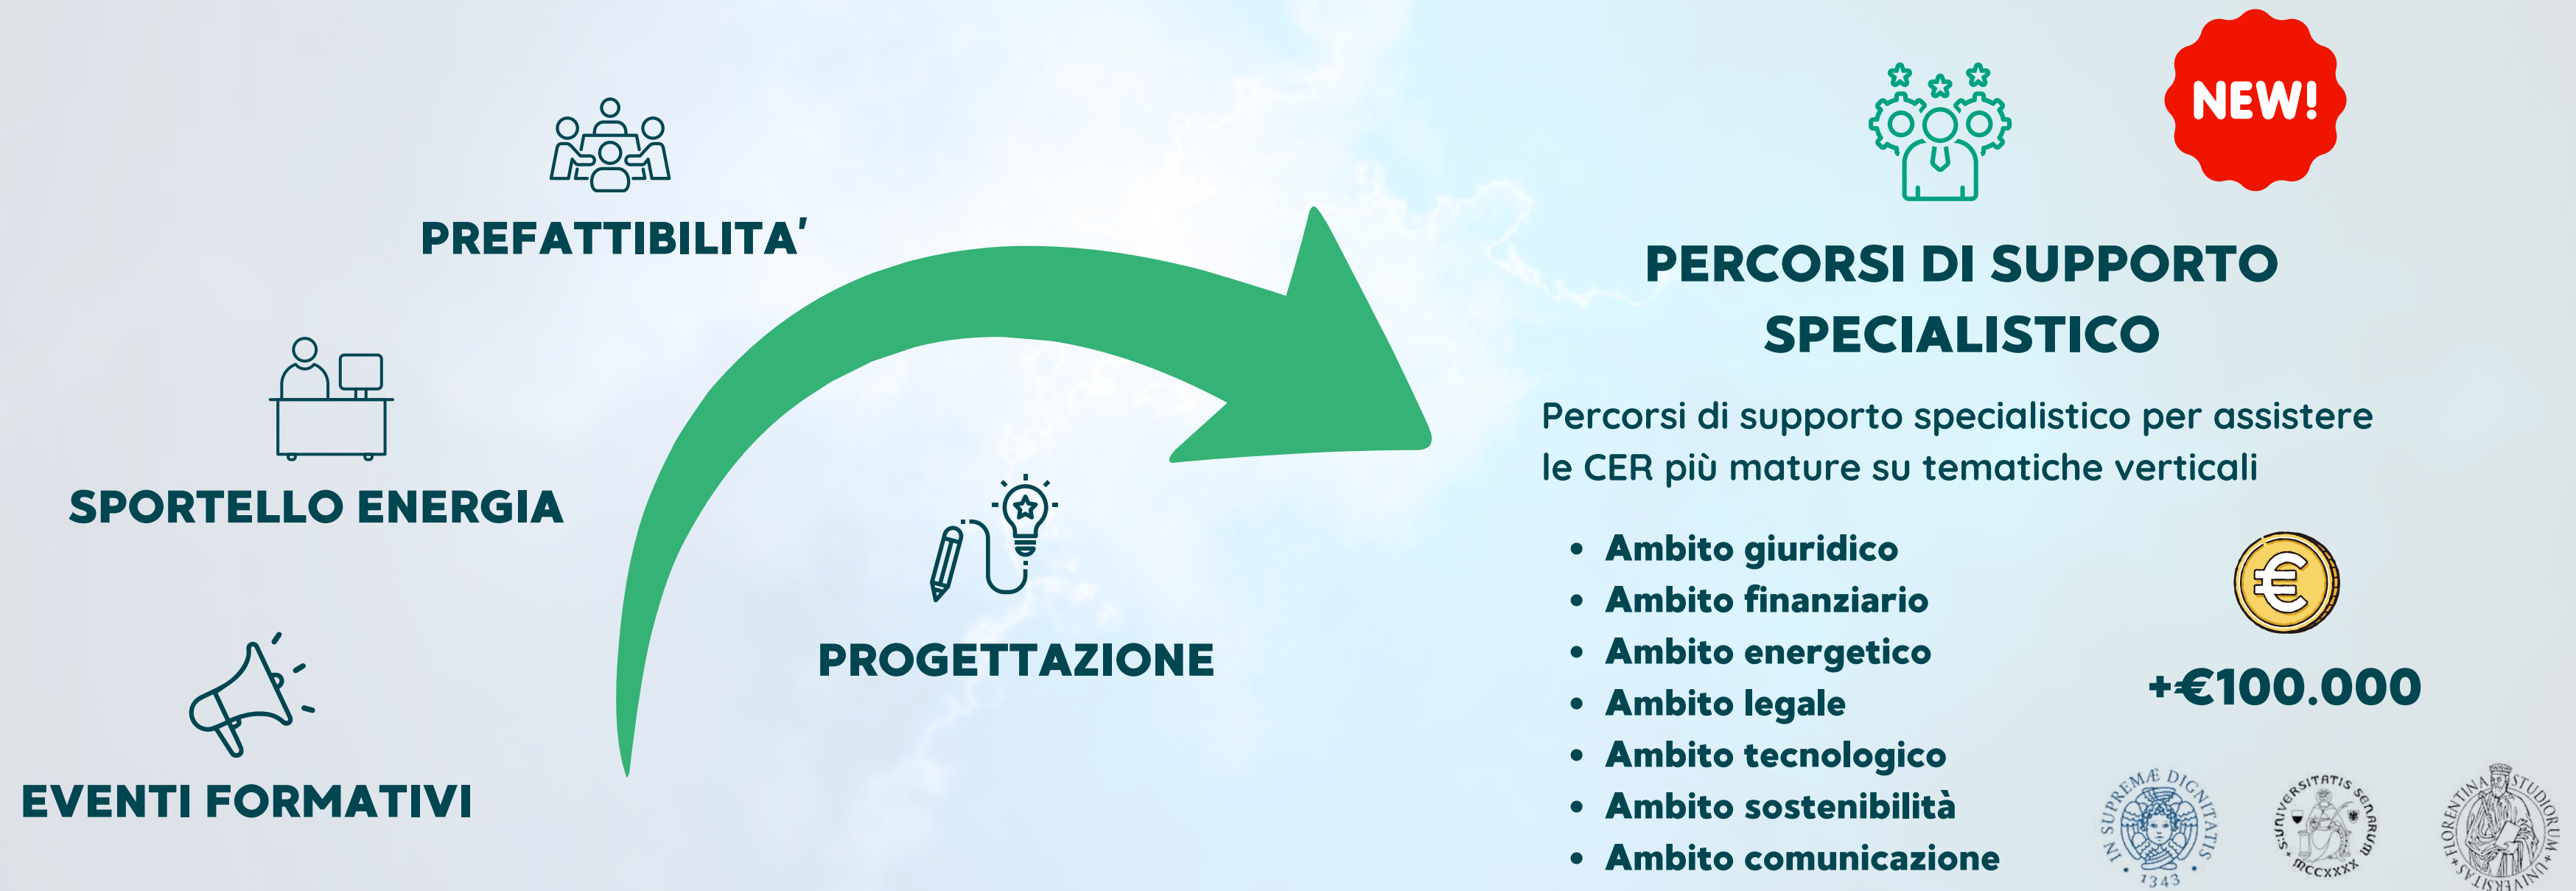 PREFATTIBILITA'
SPORTELLO ENERGIA
EVENTI FORMATIVI
PROGETTAZIONE
NEW!
PERCORSI DI SUPPORTO
SPECIALISTICO
Percorsi di supporto specialistico per assistere
le CER più mature su tematiche verticali
• Ambito giuridico
• Ambito finanziario
• Ambito energetico
• Ambito legale
• Ambito tecnologico
• Ambito sostenibilità
• Ambito comunicazione
€
+€100.000
IN SUPREMÆ DIGNITATIS
1343
S·UNIVERSITATIS SENARUM
MCCXXXX
FLORENTINA STUDIORUM UNIVERSITAS